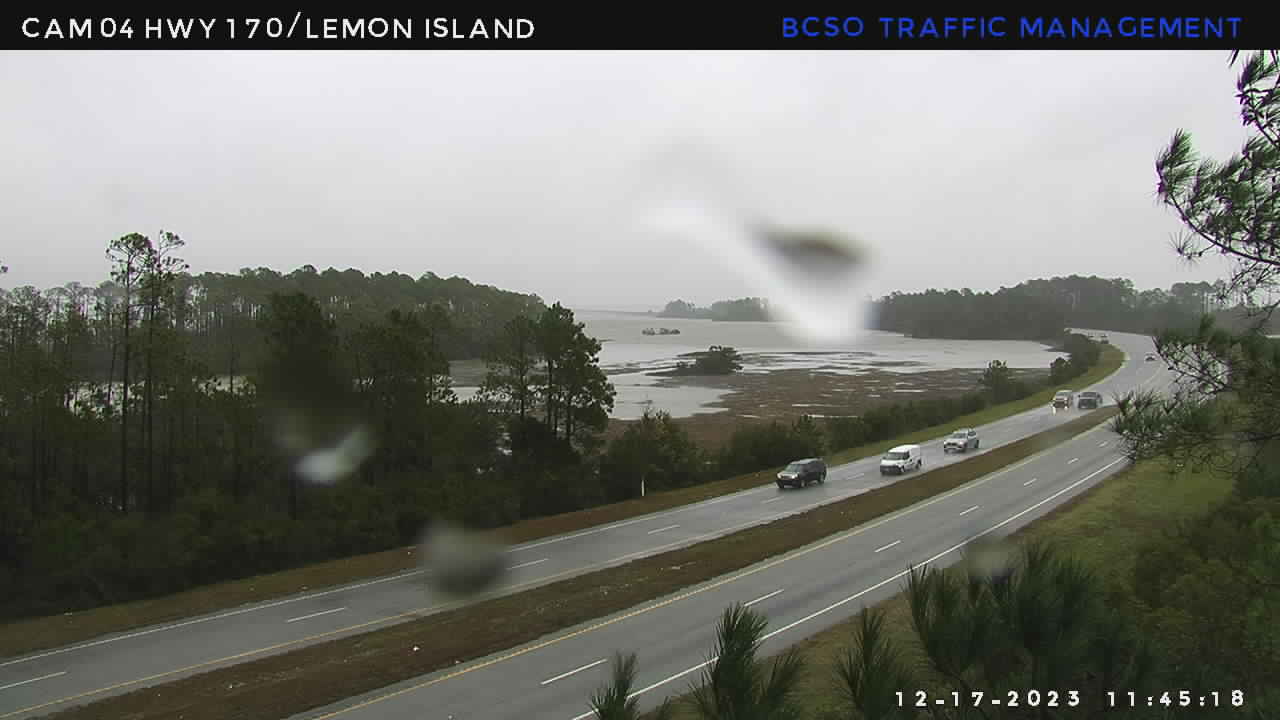 CAM04 HWY 170/LEMON ISLAND
BCSO TRAFFIC MANAGEMENT
12-17-2023 11:45:18